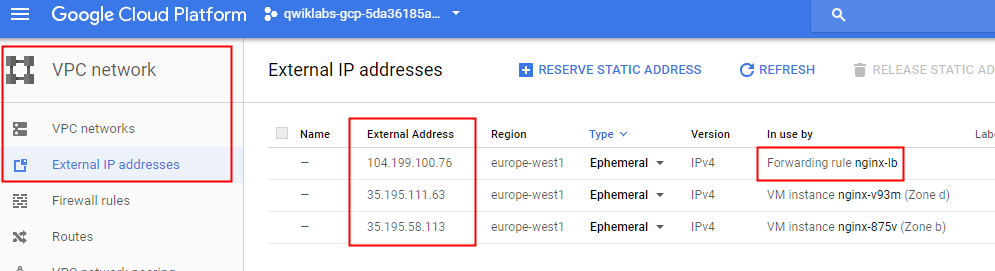 Google Cloud Platform
qwiklabs-gcp-5da36185a...
VPC network
VPC networks
External IP addresses
Firewall rules
Routes
VPC network peering
External IP addresses
RESERVE STATIC ADDRESS
REFRESH
RELEASE STATIC AD
Name External Address Region Type Version In use by Labe
— 104.199.100.76 europe-west1 Ephemeral IPv4 Forwarding rule nginx-lb
— 35.195.111.63 europe-west1 Ephemeral IPv4 VM instance nginx-v93m (Zone d)
— 35.195.58.113 europe-west1 Ephemeral IPv4 VM instance nginx-875v (Zone b)